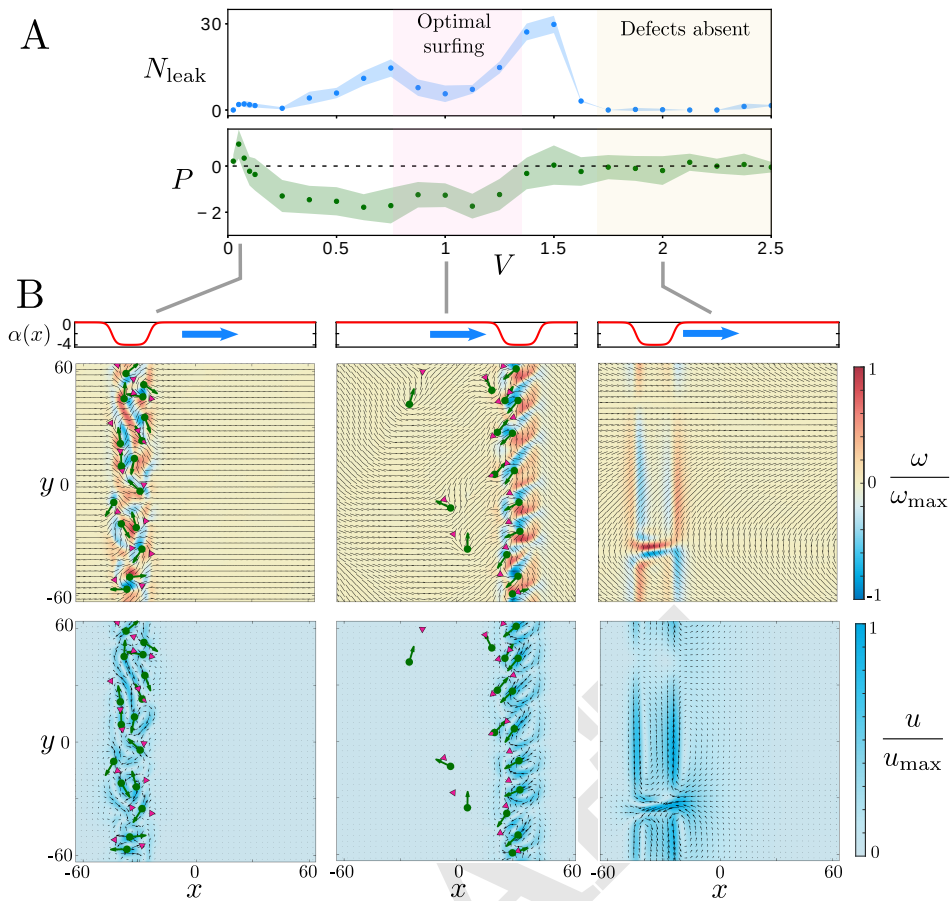 A
30
N_leak
0
Optimal
surfing
Defects absent
P
0
−2
0 0.5 1 1.5 2 2.5
V
B
α(x)
0
-4
60
y 0
-60
1
0
-1
ω
ω_max
60
y 0
-60
-60 0 60
x
-60 0 60
x
-60 0 60
x
1
0
u
u_max